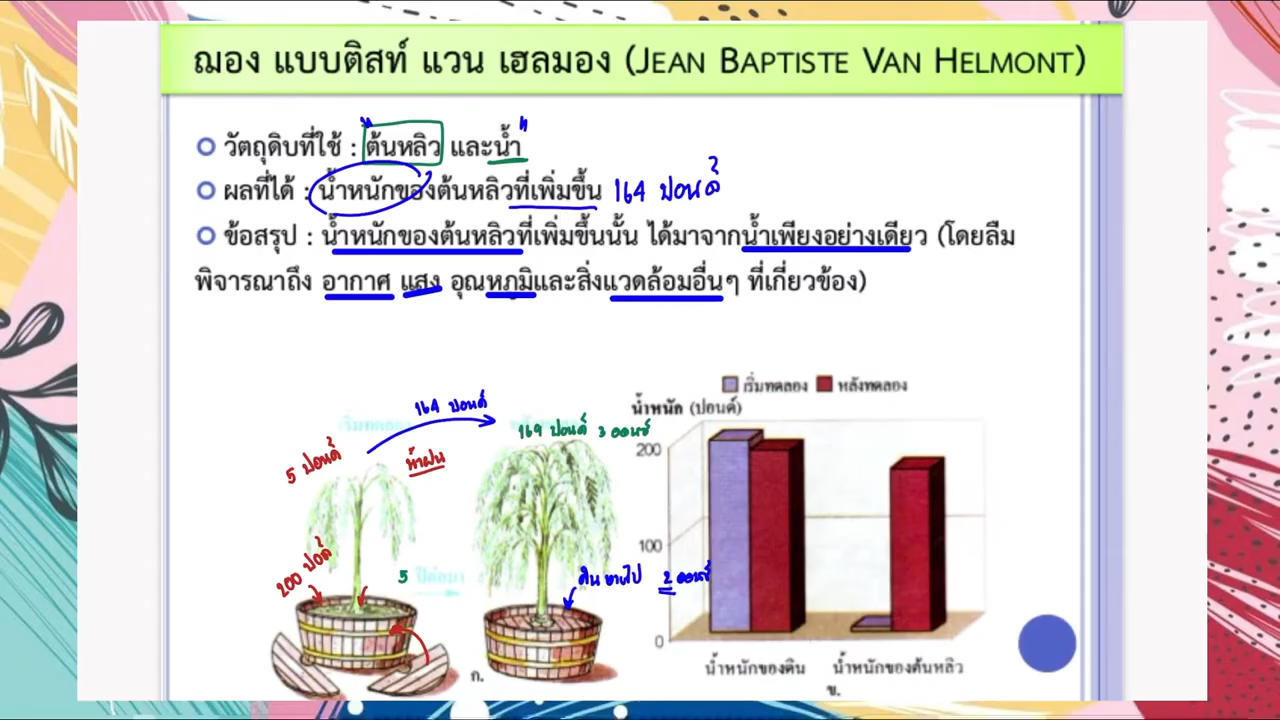 ฌอง แบบติสท์ แวน เฮลมอง (JEAN BAPTISTE VAN HELMONT)
วัตถุดิบที่ใช้ : "ต้นหลิว และน้ำ"
ผลที่ได้ : น้ำหนักของต้นหลิวที่เพิ่มขึ้น 164 ปอนด์
ข้อสรุป : น้ำหนักของต้นหลิวที่เพิ่มขึ้นนั้น ได้มาจากน้ำเพียงอย่างเดียว (โดยลืม
พิจารณาถึง อากาศ แสง อุณหภูมิและสิ่งแวดล้อมอื่นๆ ที่เกี่ยวข้อง)
เริ่มทดลอง หลังทดลอง
น้ำหนัก (ปอนด์)
164 ปอนด์
เริ่มทดลอง
169 ปอนด์ 3 ออนซ์
5 ปอนด์
น้ำฝน
200
100
0
200 ปอด์
5 ปีต่อมา
ดิน หายไป 2 ออนซ์
น้ำหนักของดิน น้ำหนักของต้นหลิว
ก.
ข.